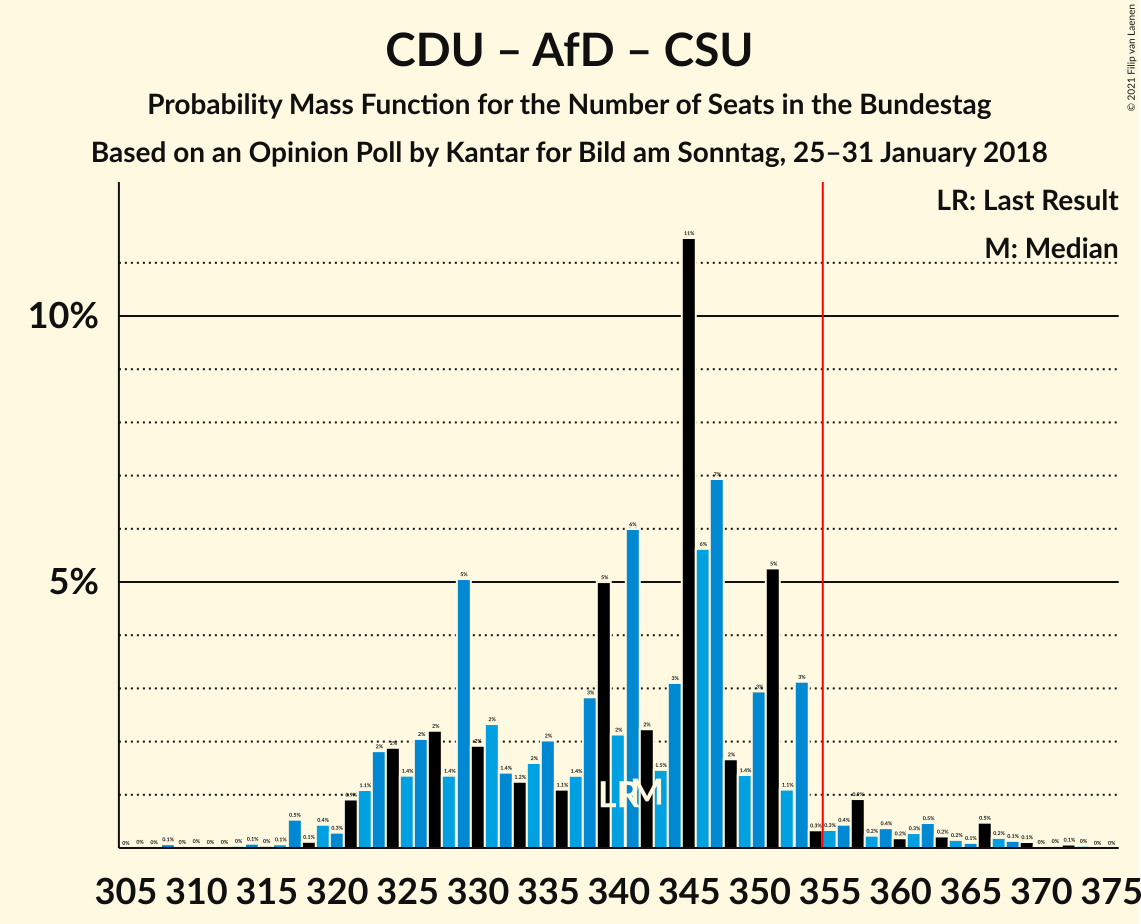 CDU – AfD – CSU
Probability Mass Function for the Number of Seats in the Bundestag
Based on an Opinion Poll by Kantar for Bild am Sonntag, 25–31 January 2018
© 2021 Filip van Laenen
LR: Last Result
M: Median
10%
5%
0% 0% 0% 0.1% 0% 0% 0% 0% 0% 0.1% 0% 0.1% 0.5% 0.1% 0.4% 0.3% 0.9% 1.1% 2% 2% 1.4% 2% 2% 1.4% 5% 2% 2% 1.4% 1.2% 2% 2% 1.1% 1.4% 3% 5% 2% 6% 2% 1.5% 3% 11% 6% 7% 2% 1.4% 3% 5% 1.1% 3% 0.3% 0.3% 0.4% 0.9% 0.2% 0.4% 0.2% 0.3% 0.5% 0.2% 0.2% 0.1% 0.5% 0.2% 0.1% 0.1% 0% 0% 0.1% 0% 0% 0%
LR M
305 310 315 320 325 330 335 340 345 350 355 360 365 370 375